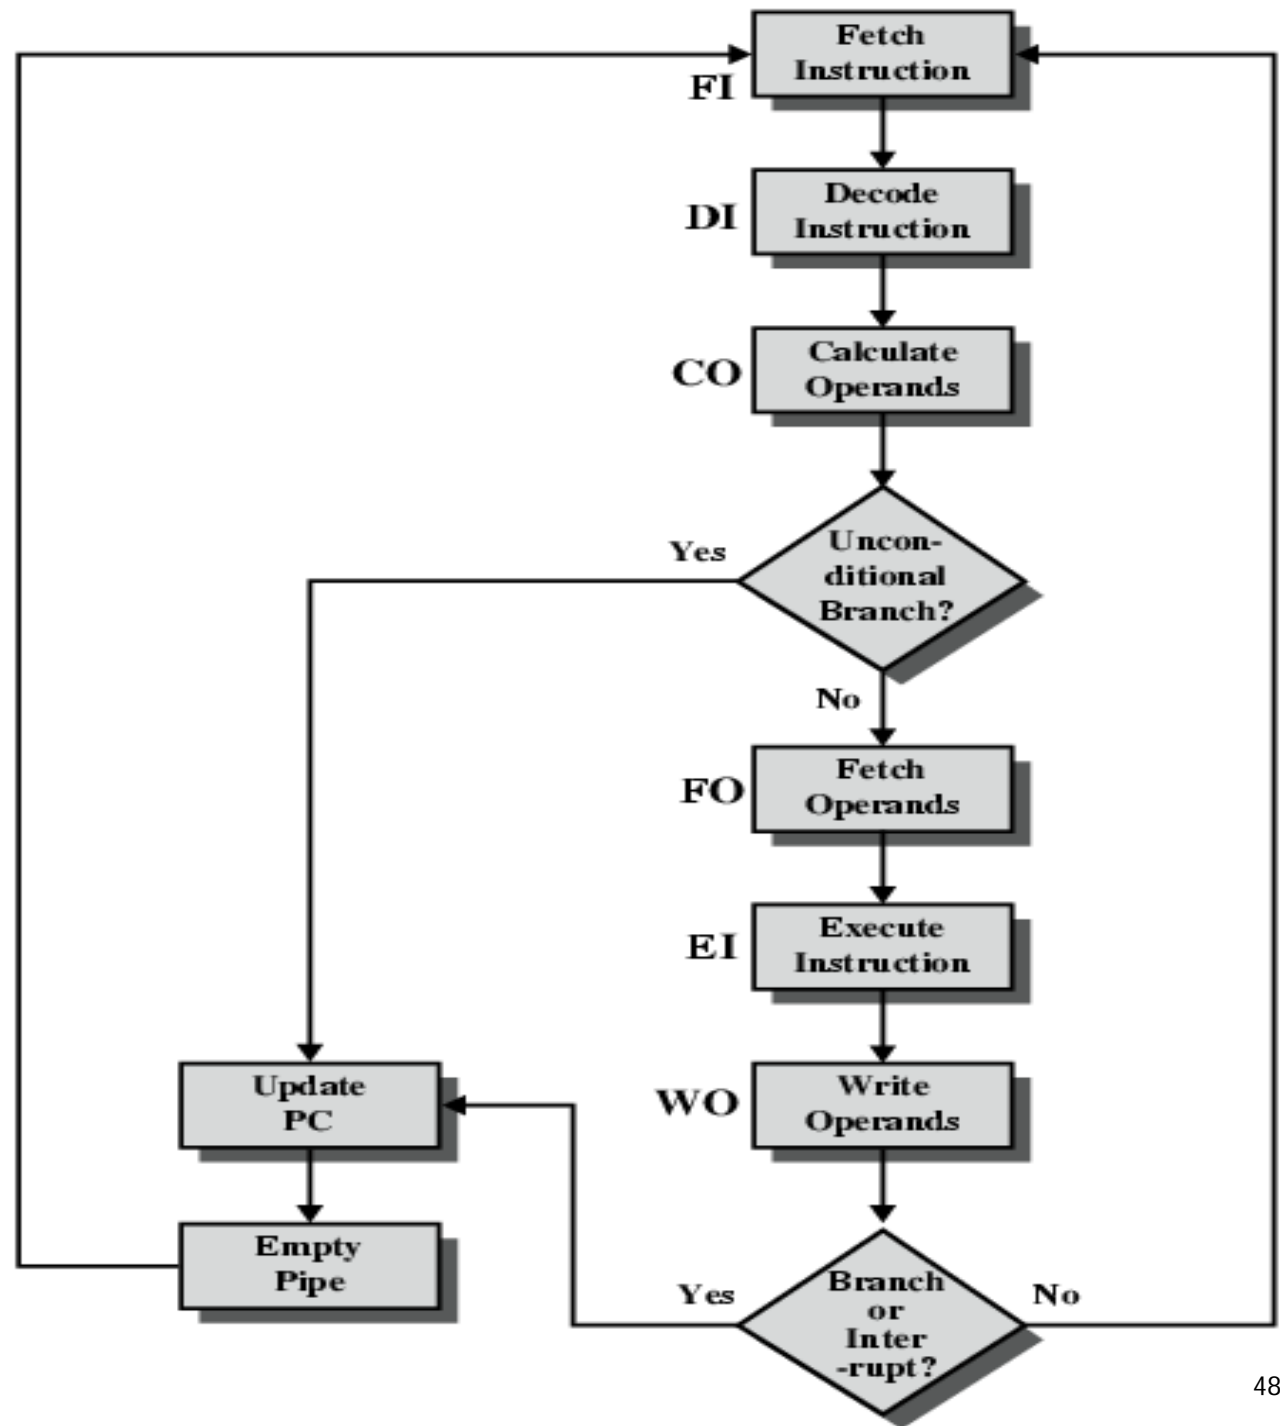 Fetch
Instruction
FI
Decode
DI
Instruction
Calculate
CO
Operands
Yes
Uncon-
ditional
Branch?
No
Fetch
FO
Operands
Execute
EI
Instruction
Update
PC
WO
Write
Operands
Empty
Pipe
Yes
Branch
or
Inter
-rupt?
No
48